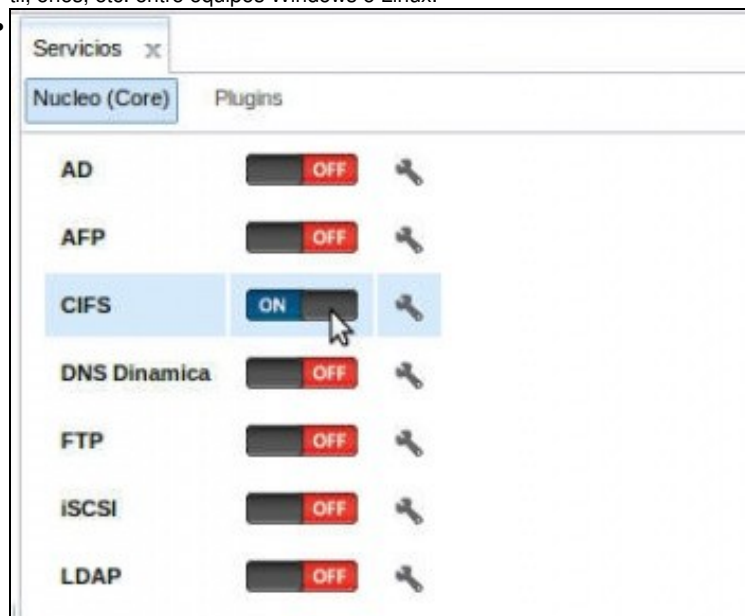 Servicios x
Nucleo (Core) Plugins
AD OFF
AFP OFF
CIFS ON
DNS Dinamica OFF
FTP OFF
iSCSI OFF
LDAP OFF